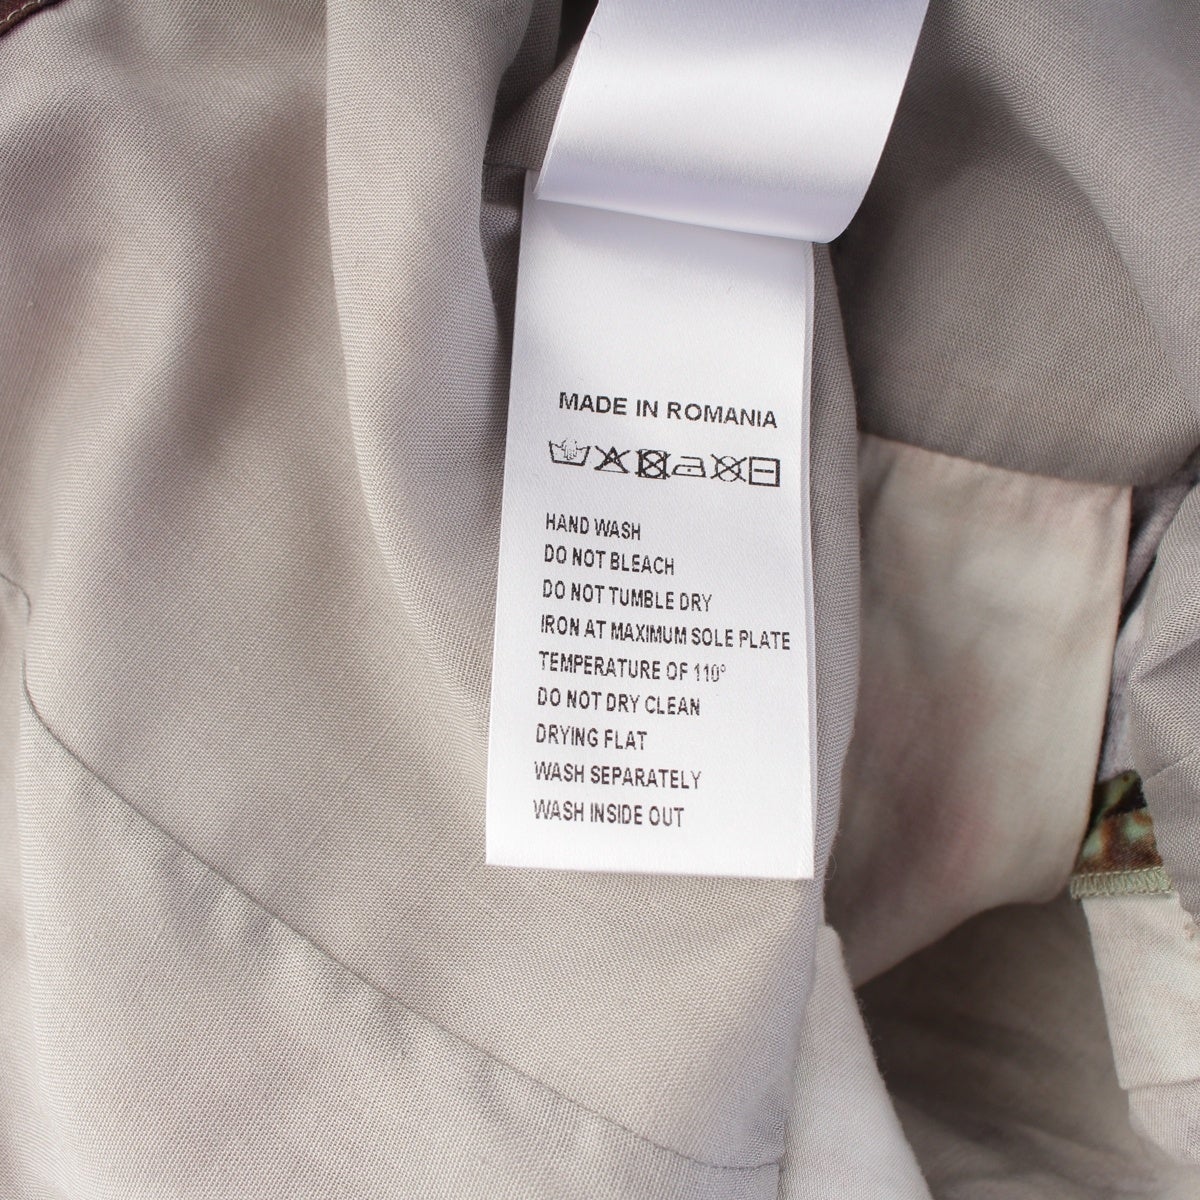 MADE IN ROMANIA
HAND WASH
DO NOT BLEACH
DO NOT TUMBLE DRY
IRON AT MAXIMUM SOLE PLATE
TEMPERATURE OF 110°
DO NOT DRY CLEAN
DRYING FLAT
WASH SEPARATELY
WASH INSIDE OUT